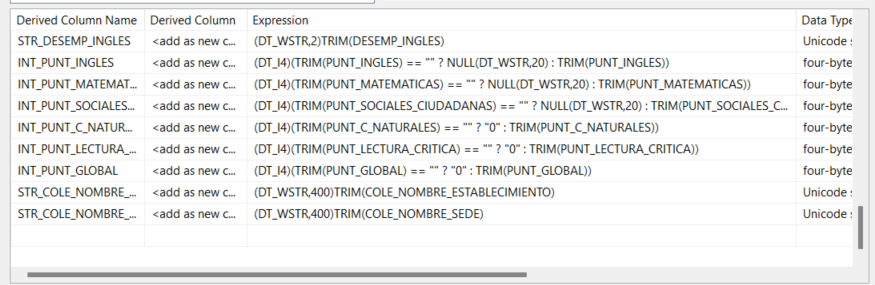 Derived Column Name Derived Column Expression Data Type
STR_DESEMP_INGLES <add as new c... (DT_WSTR,2)TRIM(DESEMP_INGLES) Unicode s
INT_PUNT_INGLES <add as new c... (DT_I4)(TRIM(PUNT_INGLES) == "" ? NULL(DT_WSTR,20) : TRIM(PUNT_INGLES)) four-byte
INT_PUNT_MATEMAT... <add as new c... (DT_I4)(TRIM(PUNT_MATEMATICAS) == "" ? NULL(DT_WSTR,20) : TRIM(PUNT_MATEMATICAS)) four-byte
INT_PUNT_SOCIALES... <add as new c... (DT_I4)(TRIM(PUNT_SOCIALES_CIUDADANAS) == "" ? NULL(DT_WSTR,20) : TRIM(PUNT_SOCIALES_C... four-byte
INT_PUNT_C_NATUR... <add as new c... (DT_I4)(TRIM(PUNT_C_NATURALES) == "" ? "0" : TRIM(PUNT_C_NATURALES)) four-byte
INT_PUNT_LECTURA_... <add as new c... (DT_I4)(TRIM(PUNT_LECTURA_CRITICA) == "" ? "0" : TRIM(PUNT_LECTURA_CRITICA)) four-byte
INT_PUNT_GLOBAL <add as new c... (DT_I4)(TRIM(PUNT_GLOBAL) == "" ? "0" : TRIM(PUNT_GLOBAL)) four-byte
STR_COLE_NOMBRE_... <add as new c... (DT_WSTR,400)TRIM(COLE_NOMBRE_ESTABLECIMIENTO) Unicode s
STR_COLE_NOMBRE_... <add as new c... (DT_WSTR,400)TRIM(COLE_NOMBRE_SEDE) Unicode s